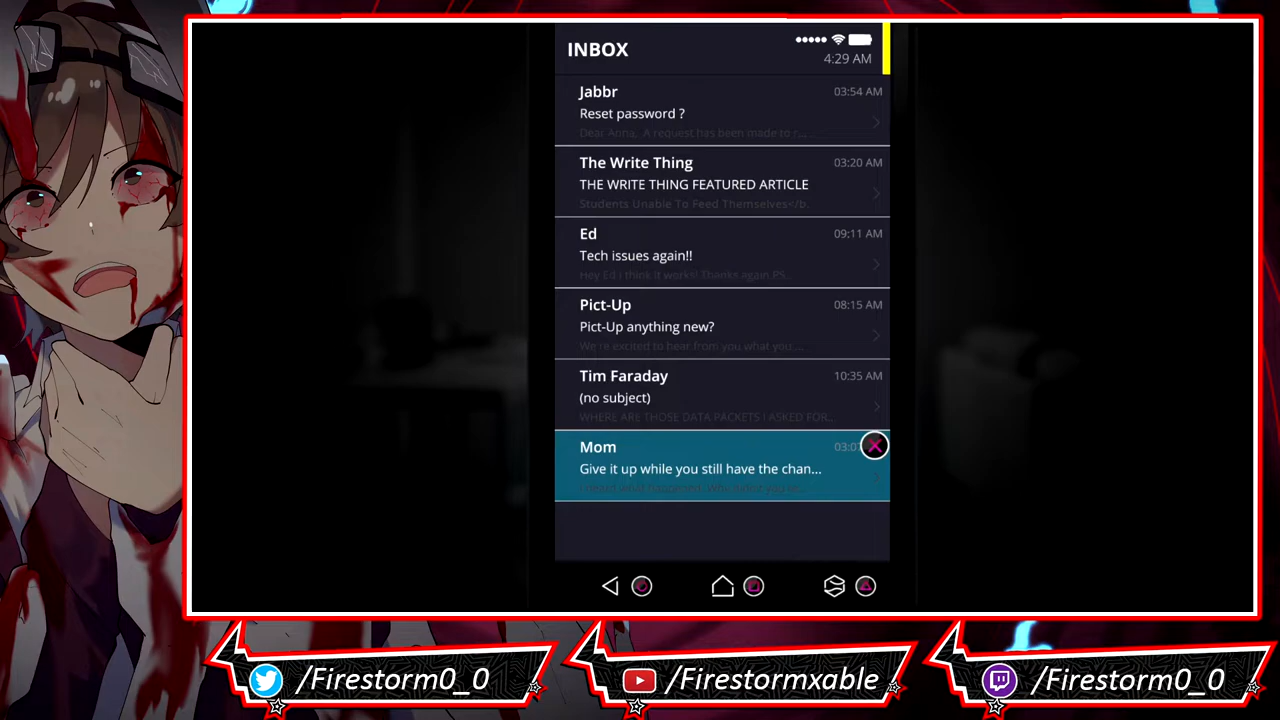 INBOX
4:29 AM
Jabbr
03:54 AM
Reset password ?
Dear Anna, A request has been made to r...
The Write Thing
03:20 AM
THE WRITE THING FEATURED ARTICLE
Students Unable To Feed Themselves</b.
Ed
09:11 AM
Tech issues again!!
Hey Ed i think it works! Thanks again PS..
Pict-Up
08:15 AM
Pict-Up anything new?
We're excited to hear from you what you....
Tim Faraday
10:35 AM
(no subject)
WHERE ARE THOSE DATA PACKETS I ASKED FOR...
Mom
Give it up while you still have the chan...
/Firestorm0_0
/Firestormxable
/Firestorm0_0